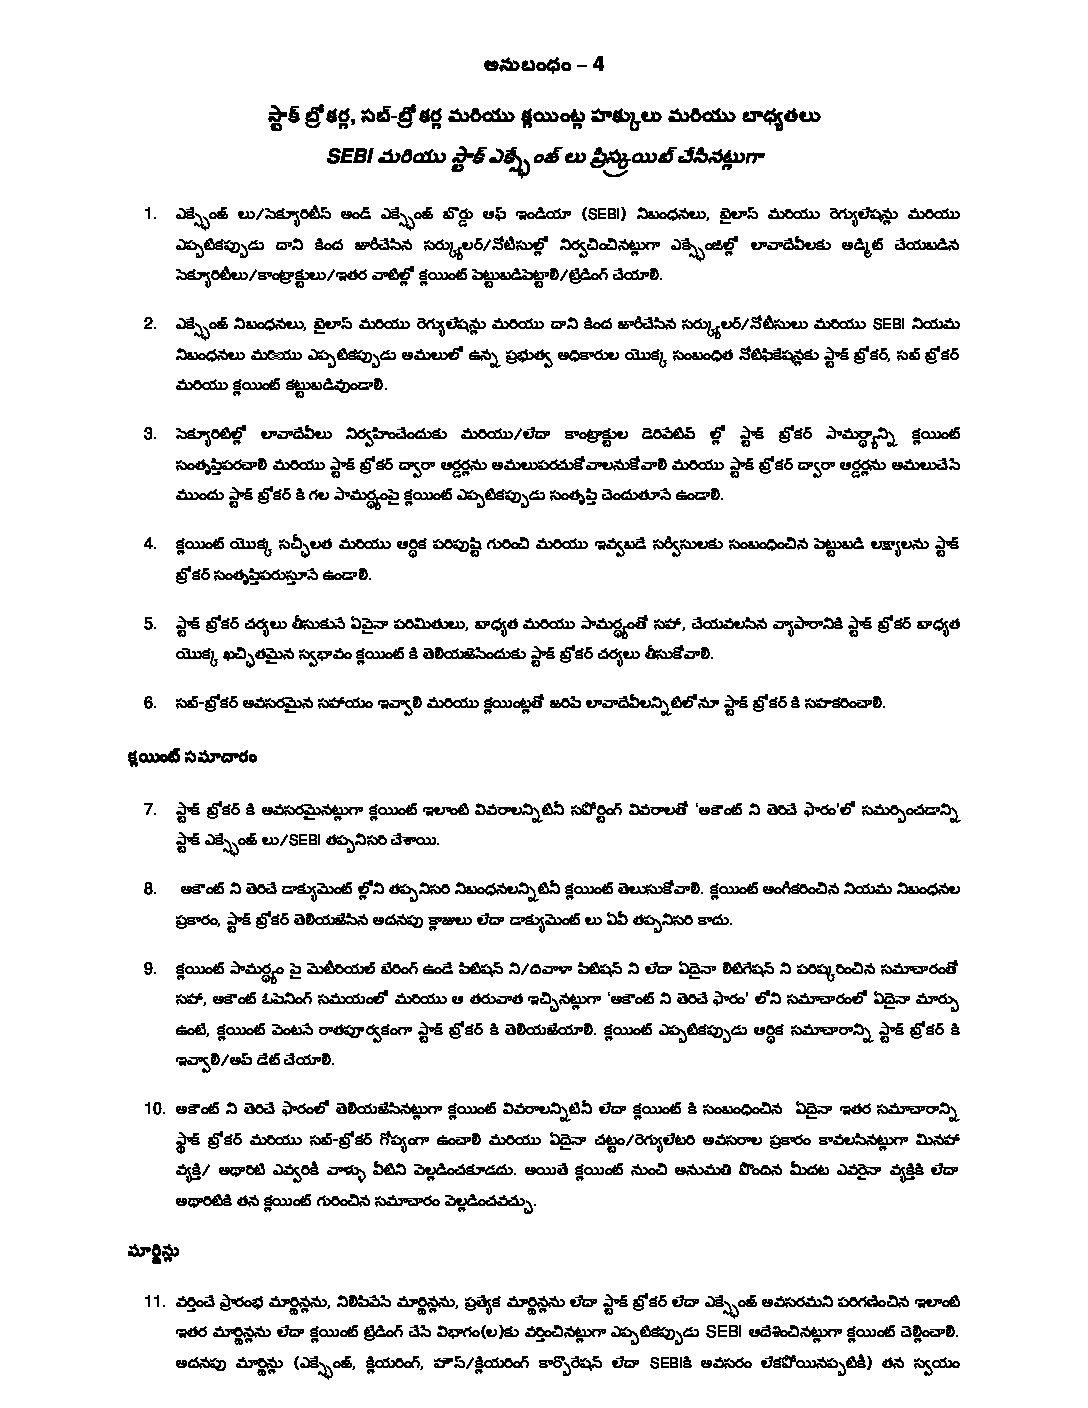 అనుబంధం – 4
స్టాక్ బ్రోకర్ల, సబ్-బ్రోకర్ల మరియు క్లయింట్ల హక్కులు మరియు బాధ్యతలు
SEBI మరియు స్టాక్ ఎక్స్ఛేంజ్ లు ప్రిస్క్రయిబ్ చేసినట్లుగా
1. ఎక్స్ఛేంజ్ లు/సెక్యూరిటీస్ అండ్ ఎక్స్ఛేంజ్ బొర్డు ఆఫ్ ఇండియా (SEBI) నిబంధనలు, బైలాస్ మరియు రెగ్యులేషన్లు మరియు
ఎప్పటికప్పుడు దాని కింద జారీచేసిన సర్క్యులర్/నోటీసుల్లో నిర్వచించినట్లుగా ఎక్స్ఛేంజిల్లో లావాదేవీలకు అడ్మిట్ చేయబడిన
సెక్యూరిటీలు/కాంట్రాక్టులు/ఇతర వాటిల్లో క్లయింట్ పెట్టుబడిపెట్టాలి/ట్రేడింగ్ చేయాలి.
2. ఎక్స్ఛేంజ్ నిబంధనలు, బైలాస్ మరియు రెగ్యులేషన్లు మరియు దాని కింద జారీచేసిన సర్క్యులర్/నోటీసులు మరియు SEBI నియమ
నిబంధనలు మరియు ఎప్పటికప్పుడు అమలులో ఉన్న ప్రభుత్వ అధికారుల యొక్క సంబంధిత నోటిఫికేషన్లకు స్టాక్ బ్రోకర్, సబ్ బ్రోకర్
మరియు క్లయింట్ కట్టుబడివుండాలి.
3. సెక్యూరిటిల్లో లావాదేవీలు నిర్వహించేందుకు మరియు/లేదా కాంట్రాక్టుల డెరివేటివ్ ల్లో స్టాక్ బ్రోకర్ సామర్థ్యాన్ని క్లయింట్
సంతృప్తిపరచాలి మరియు స్టాక్ బ్రోకర్ ద్వారా ఆర్డర్లను అమలుపరచుకోవాలనుకోవాలి మరియు స్టాక్ బ్రోకర్ ద్వారా ఆర్డర్లను అమలుచేసే
ముందు స్టాక్ బ్రోకర్ కి గల సామర్థ్యంపై క్లయింట్ ఎప్పటికప్పుడు సంతృప్తి చెందుతూనే ఉండాలి.
4. క్లయింట్ యొక్క సచ్ఛీలత మరియు ఆర్థిక పరిపుష్టి గురించి మరియు ఇవ్వబడే సర్వీసులకు సంబంధించిన పెట్టుబడి లక్ష్యాలను స్టాక్
బ్రోకర్ సంతృప్తిపరుస్తూనే ఉండాలి.
5. స్టాక్ బ్రోకర్ చర్యలు తీసుకునే ఏవైనా పరిమితులు, బాధ్యత మరియు సామర్థ్యంతో సహా, చేయవలసిన వ్యాపారానికి స్టాక్ బ్రోకర్ బాధ్యత
యొక్క ఖచ్చితమైన స్వభావం క్లయింట్ కి తెలియజెసేందుకు స్టాక్ బ్రోకర్ చర్యలు తీసుకోవాలి.
6. సబ్-బ్రోకర్ అవసరమైన సహాయం ఇవ్వాలి మరియు క్లయింట్లతో జరిపే లావాదేవీలన్నిటిలోనూ స్టాక్ బ్రోకర్ కి సహకరించాలి.
క్లయింట్ సమాచారం
7. స్టాక్ బ్రోకర్ కి అవసరమైనట్లుగా క్లయింట్ ఇలాంటి వివరాలన్నిటినీ సపోర్టింగ్ వివరాలతో 'అకౌంట్ ని తెరిచే ఫారం'లో సమర్పించడాన్ని
స్టాక్ ఎక్స్ఛేంజ్ లు/SEBI తప్పనిసరి చేశాయి.
8. అకౌంట్ ని తెరిచే డాక్యుమెంట్ ల్లోని తప్పనిసరి నిబంధనలన్నిటినీ క్లయింట్ తెలుసుకోవాలి. క్లయింట్ అంగీకరించిన నియమ నిబంధనల
ప్రకారం, స్టాక్ బ్రోకర్ తెలియజేసిన అదనపు క్లాజులు లేదా డాక్యుమెంట్ లు ఏవీ తప్పనిసరి కాదు.
9. క్లయింట్ సామర్థ్యం పై మెటీరియల్ బేరింగ్ ఉండే పిటిషన్ ని/దివాళా పిటిషన్ ని లేదా ఏదైనా లిటిగేషన్ ని పరిష్కరించిన సమాచారంతో
సహా, అకౌంట్ ఓపెనింగ్ సమయంలో మరియు ఆ తరువాత ఇచ్చినట్లుగా 'అకౌంట్ ని తెరిచే ఫారం' లోని సమాచారంలో ఏదైనా మార్పు
ఉంటే, క్లయింట్ వెంటనే రాతపూర్వకంగా స్టాక్ బ్రోకర్ కి తెలియజేయాలి. క్లయింట్ ఎప్పటికప్పుడు ఆర్థిక సమాచారాన్ని స్టాక్ బ్రోకర్ కి
ఇవ్వాలి/అప్ డేట్ చేయాలి.
10. అకౌంట్ ని తెరిచే ఫారంలో తెలియజెసినట్లుగా క్లయింట్ వివరాలన్నిటినీ లేదా క్లయింట్ కి సంబంధించిన ఏదైనా ఇతర సమాచారాన్ని
స్టాక్ బ్రోకర్ మరియు సబ్-బ్రోకర్ గోప్యంగా ఉంచాలి మరియు ఏదైనా చట్టం/రెగ్యులేటరి అవసరాల ప్రకారం కావలసినట్లుగా మినహా
వ్యక్తి/ అథారిటి ఎవ్వరికీ వాళ్ళు వీటిని వెల్లడించకూడదు. అయితే క్లయింట్ నుంచి అనుమతి పొందిన మీదట ఎవరైనా వ్యక్తికి లేదా
అథారిటికి తన క్లయింట్ గురించిన సమాచారం వెల్లడించవచ్చు.
మార్జిన్లు
11. వర్తించే ప్రారంభ మార్జిన్లను, నిలిపివేసే మార్జిన్లను, ప్రత్యేక మార్జిన్లను లేదా స్టాక్ బ్రోకర్ లేదా ఎక్స్ఛేంజ్ అవసరమని పరిగణించిన ఇలాంటి
ఇతర మార్జిన్లను లేదా క్లయింట్ ట్రేడింగ్ చేసే విభాగం(ల)కు వర్తించినట్లుగా ఎప్పటికప్పుడు SEBI ఆదేశించినట్లుగా క్లయింట్ చెల్లించాలి.
అదనపు మార్జిన్లు (ఎక్స్ఛేంజ్, క్లియరింగ్, హౌస్/క్లియరింగ్ కార్పొరేషన్ లేదా SEBIకి అవసరం లేకపోయినప్పటికీ) తన స్వయం